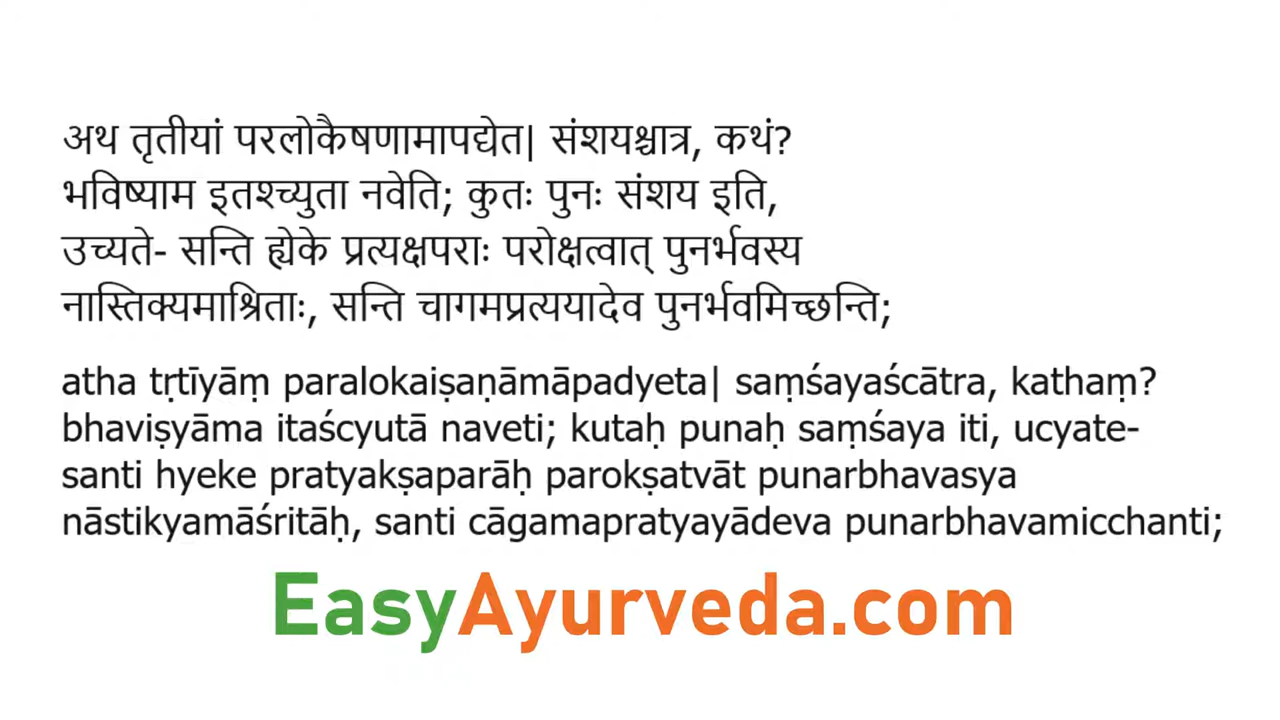 अथ तृतीयां परलोकैषणामापद्येत| संशयश्चात्र, कथं?
भविष्याम इतश्च्युता नवेति; कुतः पुनः संशय इति,
उच्यते- सन्ति ह्येके प्रत्यक्षपराः परोक्षत्वात् पुनर्भवस्य
नास्तिक्यमाश्रिताः, सन्ति चागमप्रत्ययादेव पुनर्भवमिच्छन्ति;
atha tṛtīyāṃ paralokaiṣaṇāmāpadyeta| saṃśayaścātra, kathaṃ?
bhaviṣyāma itaścyutā naveti; kutaḥ punaḥ saṃśaya iti, ucyate-
santi hyeke pratyakṣaparāḥ parokṣatvāt punarbhavasya
nāstikyamāśritāḥ, santi cāgamapratyayādeva punarbhavamicchanti;
EasyAyurveda.com